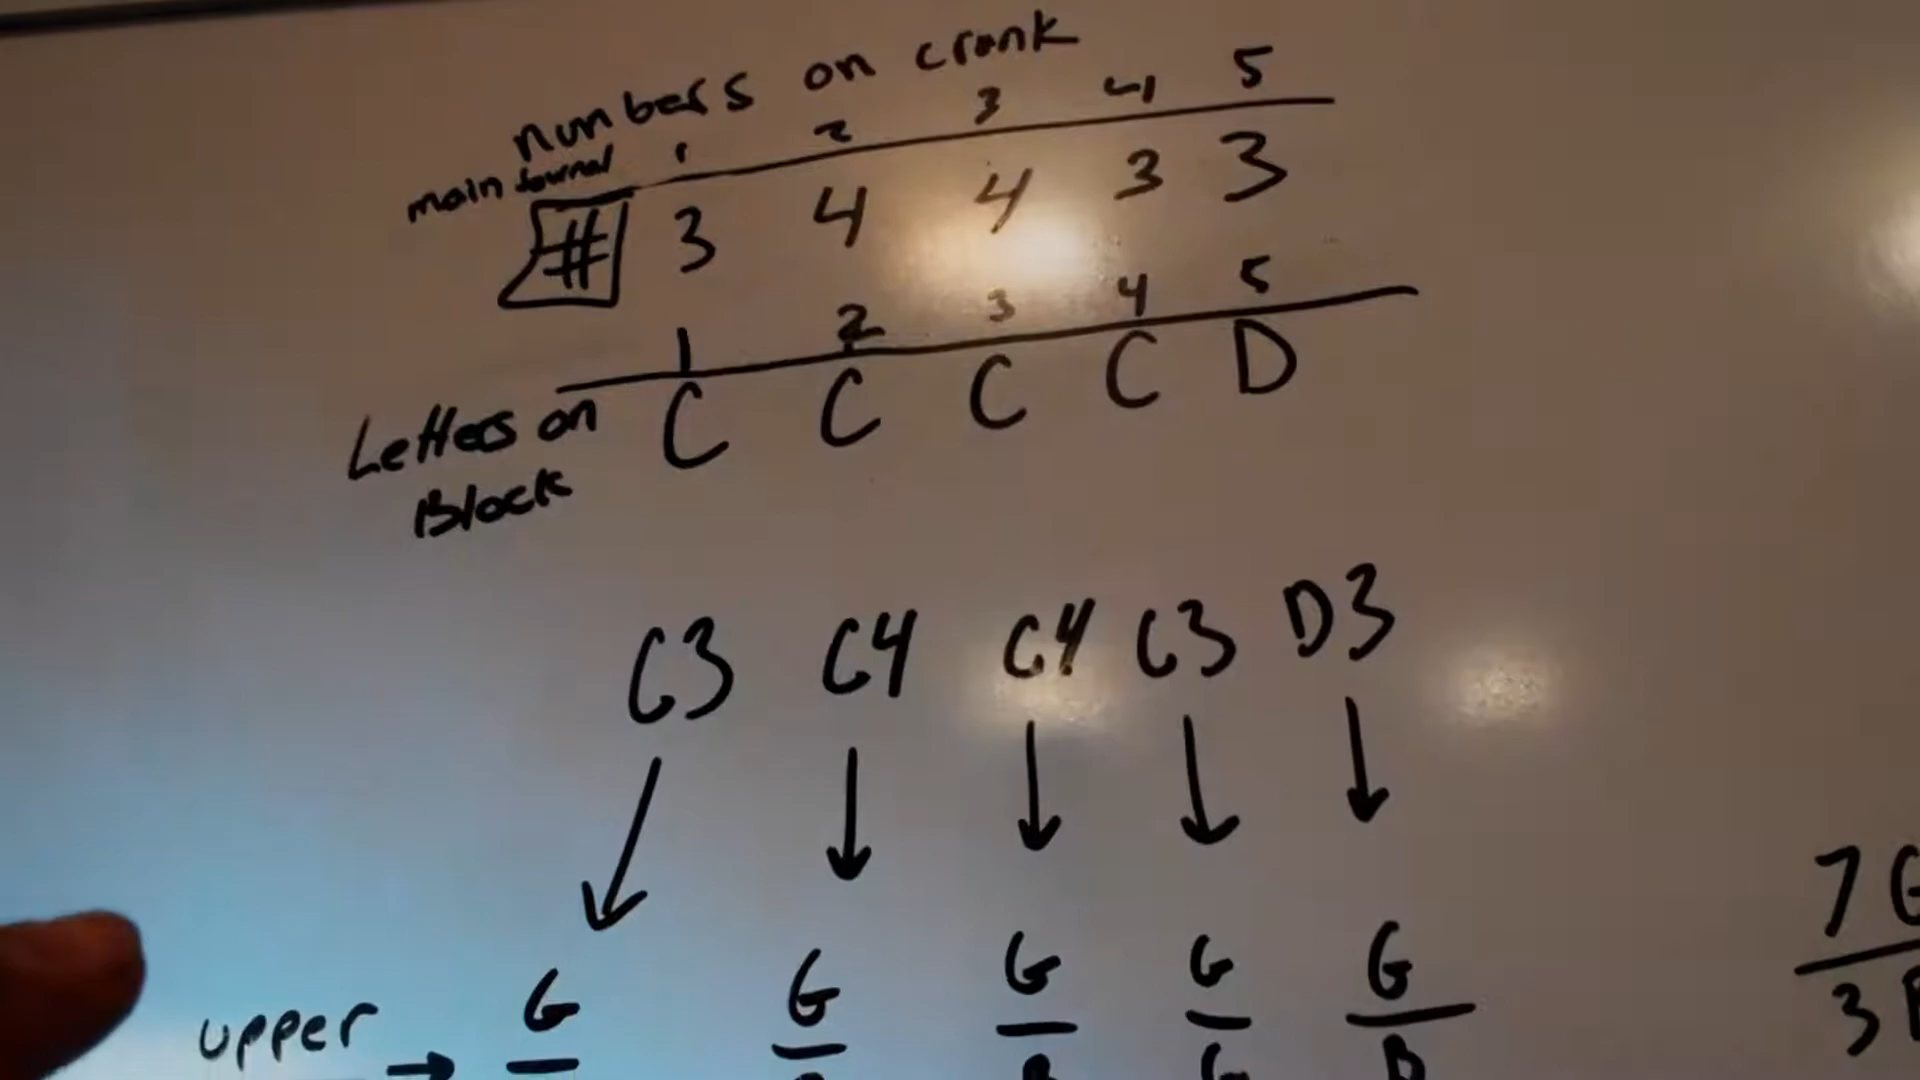 numbers on crank
main journal 1 2 3 4 5
# 3 4 4 3 3
1 2 3 4 5
Letters on Block C C C C D
C3 C4 C4 C3 D3
upper → G G G G G
G
7
3